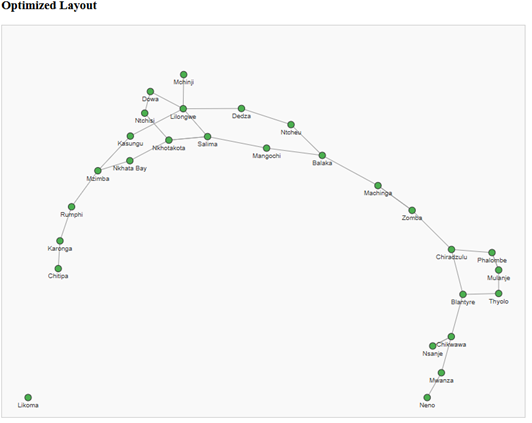 Optimized Layout
Mchinji
Dowa
Lilongwe
Dedza
Ntchisi
Ntcheu
Kasungu
Nkhotakota
Salima
Mangochi
Balaka
Nkhata Bay
Mzimba
Machinga
Rumphi
Zomba
Karonga
Chiradzulu
Phalombe
Chitipa
Mulanje
Blantyre
Thyolo
Chikwawa
Nsanje
Mwanza
Likoma
Neno